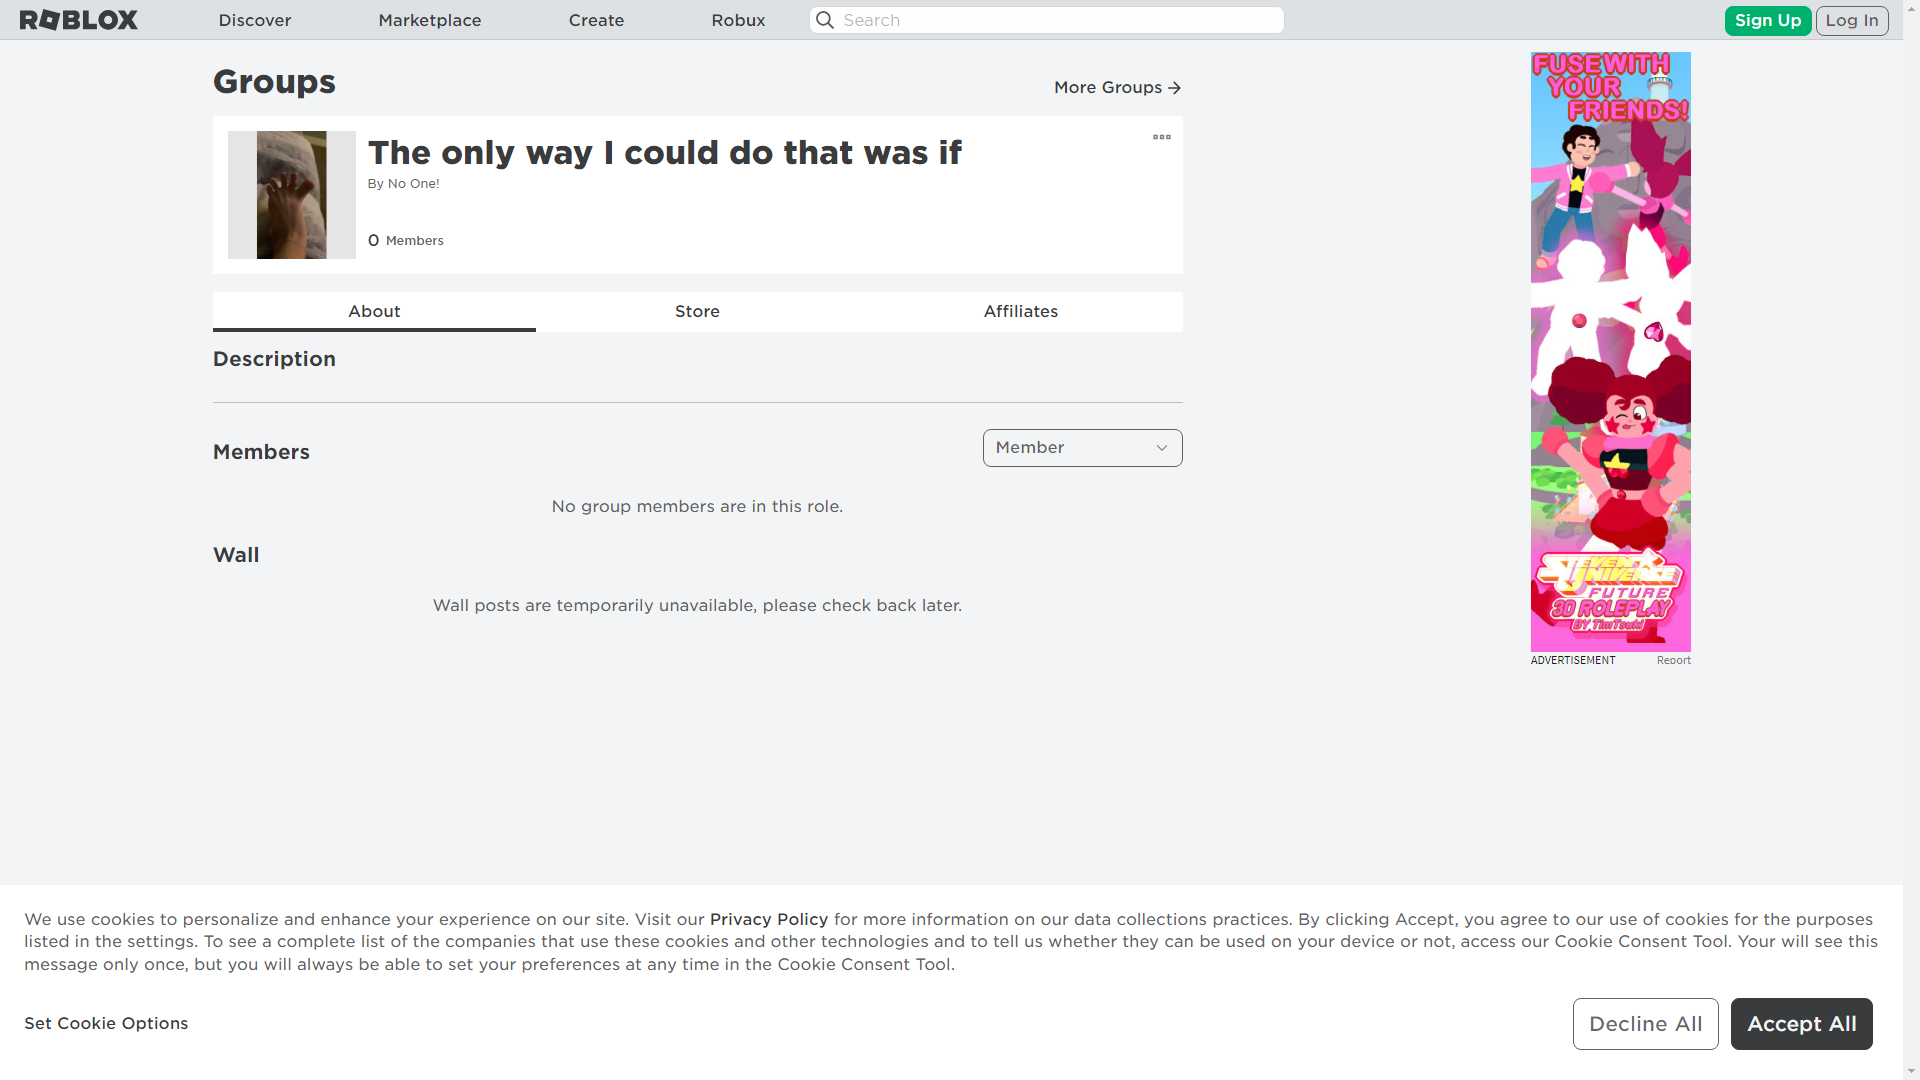 ROBLOX
Discover
Marketplace
Create
Robux
Search
Sign Up
Log In
Groups
More Groups
The only way I could do that was if
By No One!
0 Members
About
Store
Affiliates
Description
Members
Member
No group members are in this role.
Wall
Wall posts are temporarily unavailable, please check back later.
FUSE WITH
YOUR
FRIENDS!
STEVEN
UNIVERSE
FUTURE
3D ROLEPLAY
BY TimTsuki
ADVERTISEMENT
Report
We use cookies to personalize and enhance your experience on our site. Visit our Privacy Policy for more information on our data collections practices. By clicking Accept, you agree to our use of cookies for the purposes
listed in the settings. To see a complete list of the companies that use these cookies and other technologies and to tell us whether they can be used on your device or not, access our Cookie Consent Tool. Your will see this
message only once, but you will always be able to set your preferences at any time in the Cookie Consent Tool.
Set Cookie Options
Decline All
Accept All